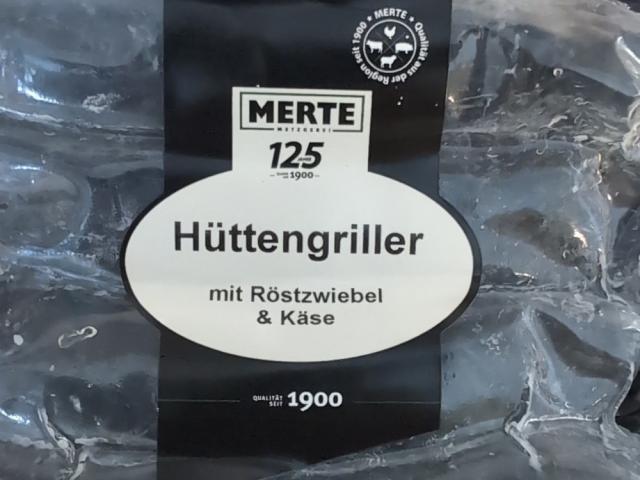 MERTE • Qualität aus der Region seit 1900 •
MERTE
METZGEREI
125
1900
Hüttengriller
mit Röstzwiebel
& Käse
QUALITÄT
SEIT 1900